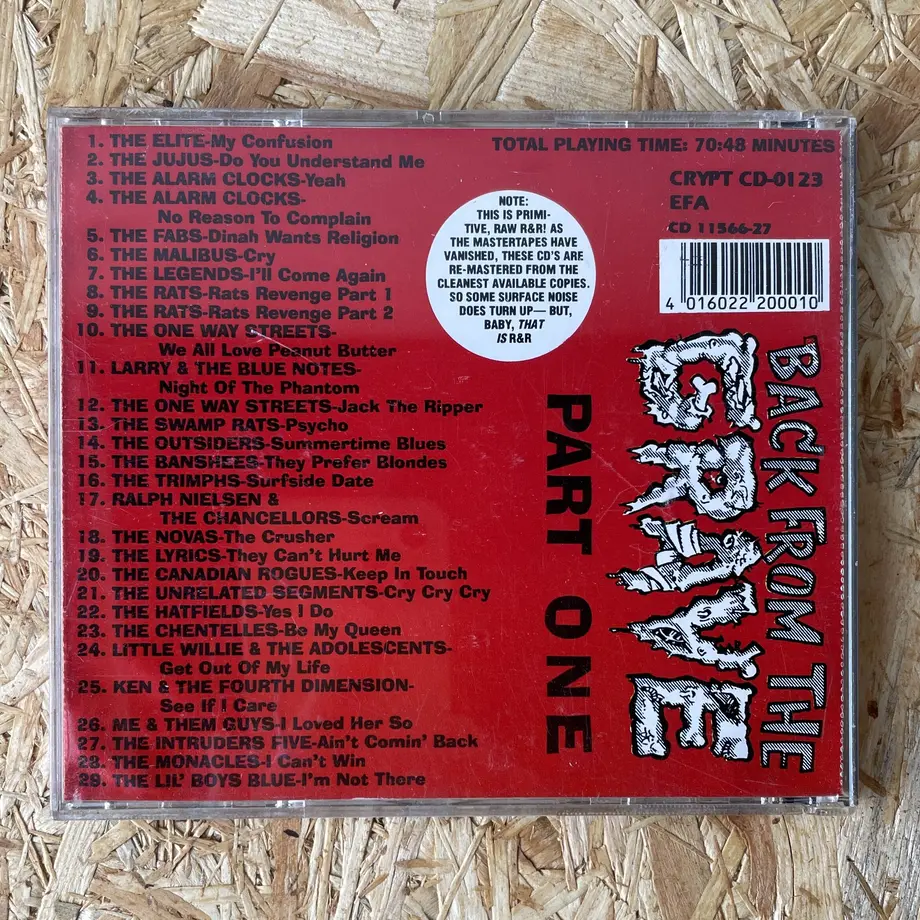 1. THE ELITE-My Confusion
2. THE JUJUS-Do You Understand Me
3. THE ALARM CLOCKS-Yeah
4. THE ALARM CLOCKS-
No Reason To Complain
5. THE FABS-Dinah Wants Religion
6. THE MALIBUS-Cry
7. THE LEGENDS-I'll Come Again
8. THE RATS-Rats Revenge Part 1
9. THE RATS-Rats Revenge Part 2
10. THE ONE WAY STREETS-
We All Love Peanut Butter
11. LARRY & THE BLUE NOTES-
Night Of The Phantom
12. THE ONE WAY STREETS-Jack The Ripper
13. THE SWAMP RATS-Psycho
14. THE OUTSIDERS-Summertime Blues
15. THE BANSHEES-They Prefer Blondes
16. THE TRIMPHS-Surfside Date
17. RALPH NIELSEN &
THE CHANCELLORS-Scream
18. THE NOVAS-The Crusher
19. THE LYRICS-They Can't Hurt Me
20. THE CANADIAN ROGUES-Keep In Touch
21. THE UNRELATED SEGMENTS-Cry Cry Cry
22. THE HATFIELDS-Yes I Do
23. THE CHENTELLES-Be My Queen
24. LITTLE WILLIE & THE ADOLESCENTS-
Get Out Of My Life
25. KEN & THE FOURTH DIMENSION-
See If I Care
26. ME & THEM GUYS-I Loved Her So
27. THE INTRUDERS FIVE-Ain't Comin' Back
28. THE MONACLES-I Can't Win
29. THE LIL' BOYS BLUE-I'm Not There
TOTAL PLAYING TIME: 70:48 MINUTES
CRYPT CD-0123
EFA
CD 11566-27
4 016022 200010
NOTE:
THIS IS PRIMI-
TIVE, RAW R&R! AS
THE MASTERTAPES HAVE
VANISHED, THESE CD'S ARE
RE-MASTERED FROM THE
CLEANEST AVAILABLE COPIES.
SO SOME SURFACE NOISE
DOES TURN UP— BUT,
BABY, THAT
IS R&R
BACK FROM THE
GRAVE
PART ONE